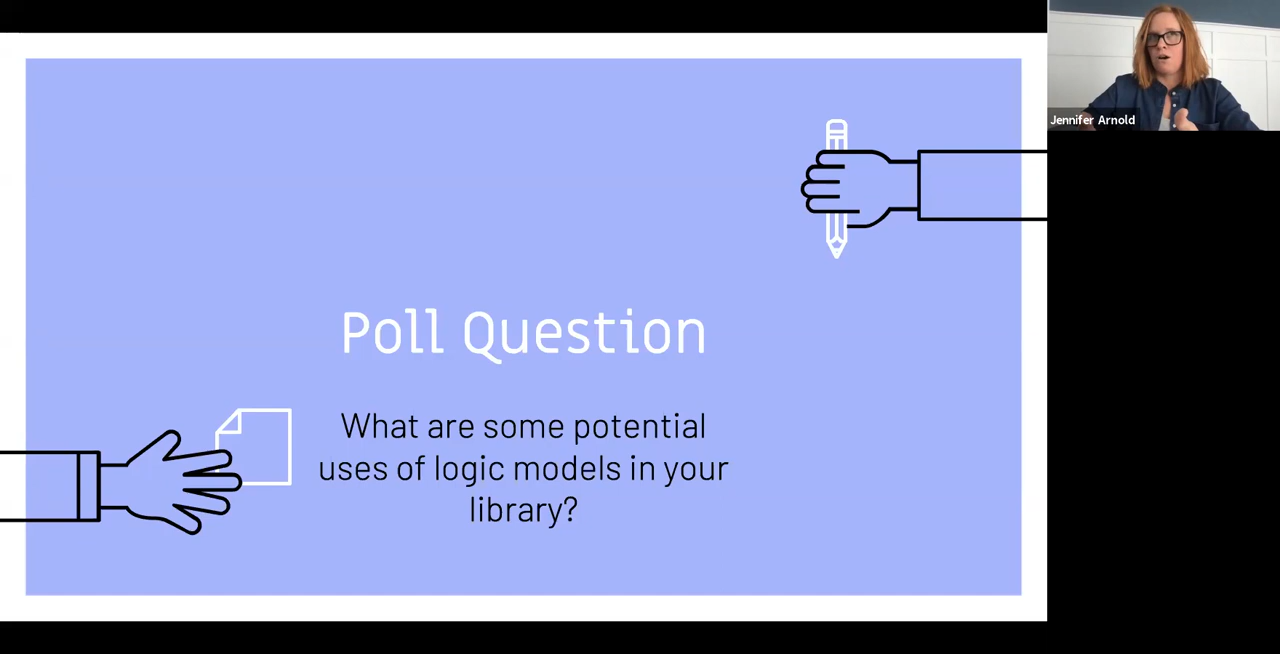 Jennifer Arnold
Poll Question
What are some potential
uses of logic models in your
library?